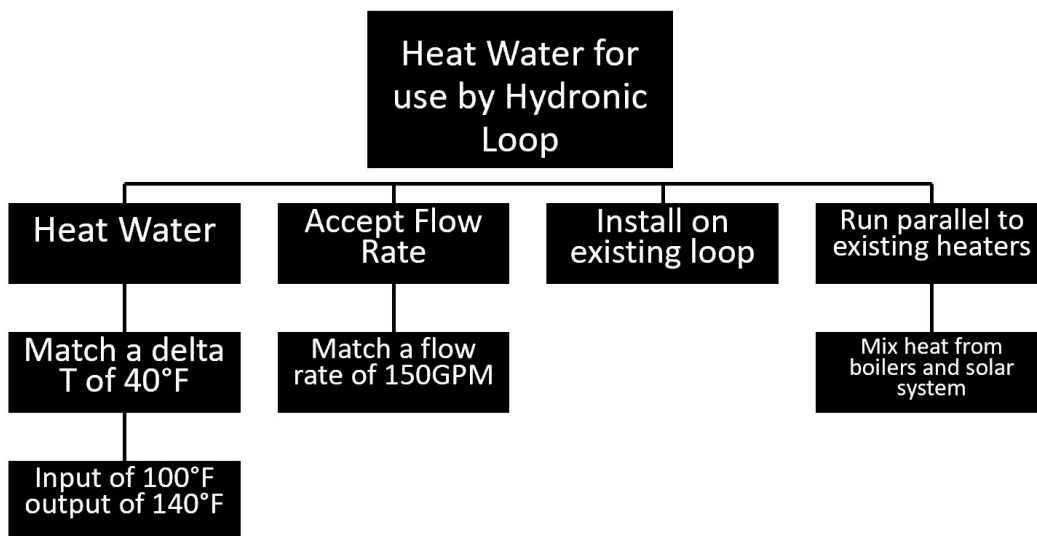 Heat Water for
use by Hydronic
Loop
Heat Water
Accept Flow
Rate
Install on
existing loop
Run parallel to
existing heaters
Match a delta
T of 40°F
Match a flow
rate of 150GPM
Mix heat from
boilers and solar
system
Input of 100°F
output of 140°F